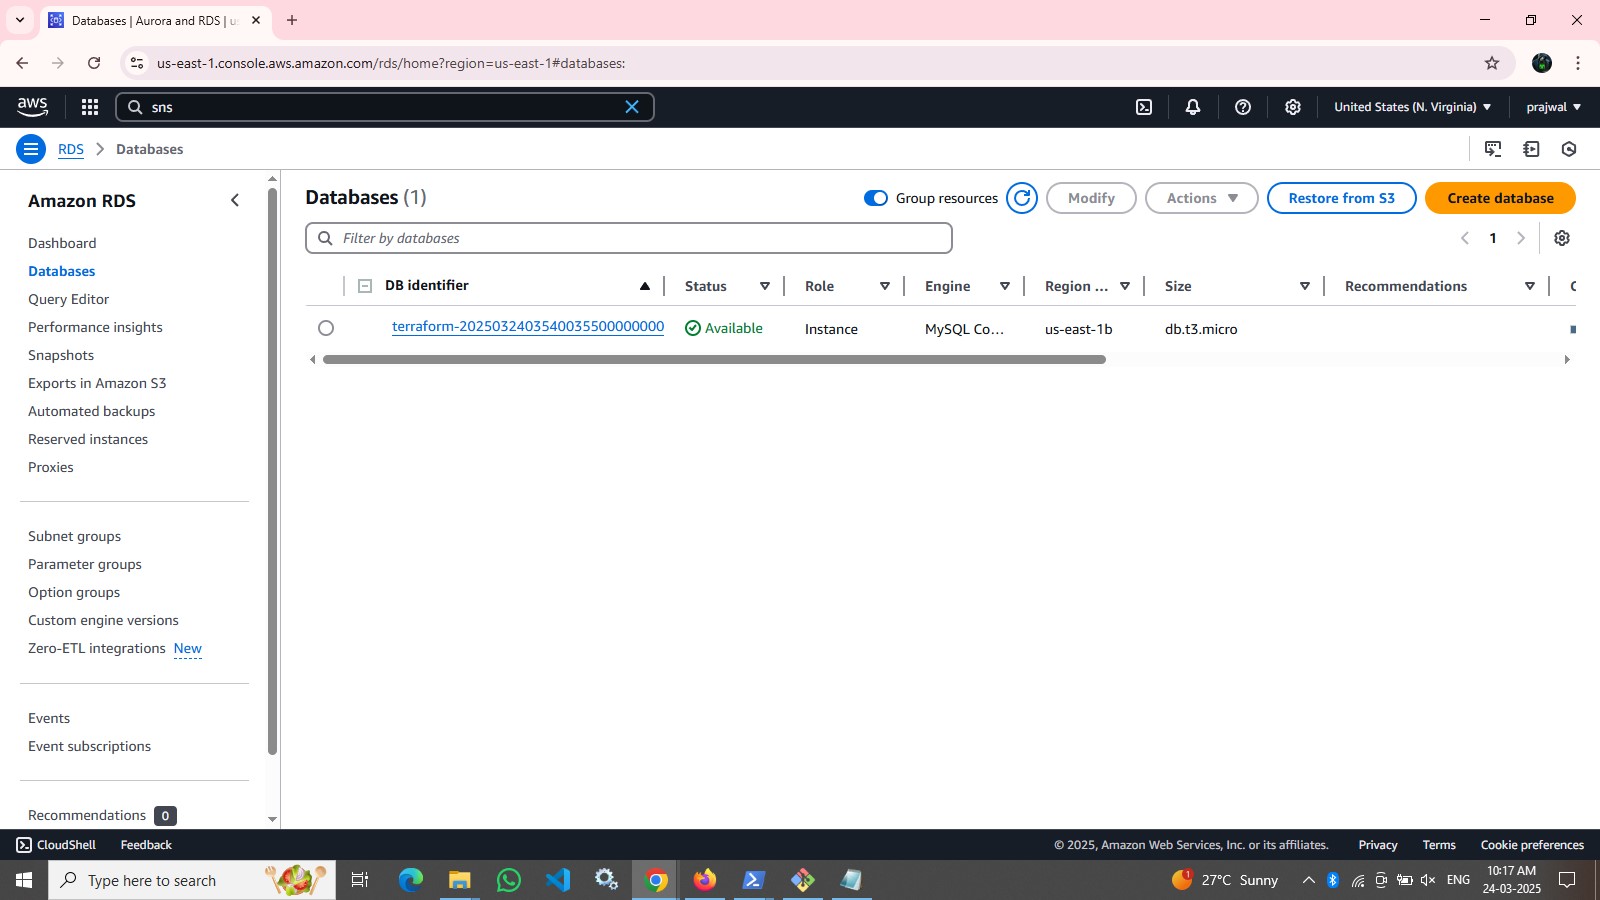 Databases | Aurora and RDS | us
us-east-1.console.aws.amazon.com/rds/home?region=us-east-1#databases:
aws
sns
United States (N. Virginia)
prajwal
RDS
Databases
Amazon RDS
Dashboard
Databases
Query Editor
Performance insights
Snapshots
Exports in Amazon S3
Automated backups
Reserved instances
Proxies
Subnet groups
Parameter groups
Option groups
Custom engine versions
Zero-ETL integrations New
Events
Event subscriptions
Recommendations 0
Databases (1)
Group resources
Modify
Actions
Restore from S3
Create database
Filter by databases
1
DB identifier Status Role Engine Region ... Size Recommendations C
terraform-20250324035400355000000000 Available Instance MySQL Co... us-east-1b db.t3.micro
CloudShell Feedback © 2025, Amazon Web Services, Inc. or its affiliates. Privacy Terms Cookie preferences
Type here to search
1
27°C Sunny
ENG
10:17 AM
24-03-2025